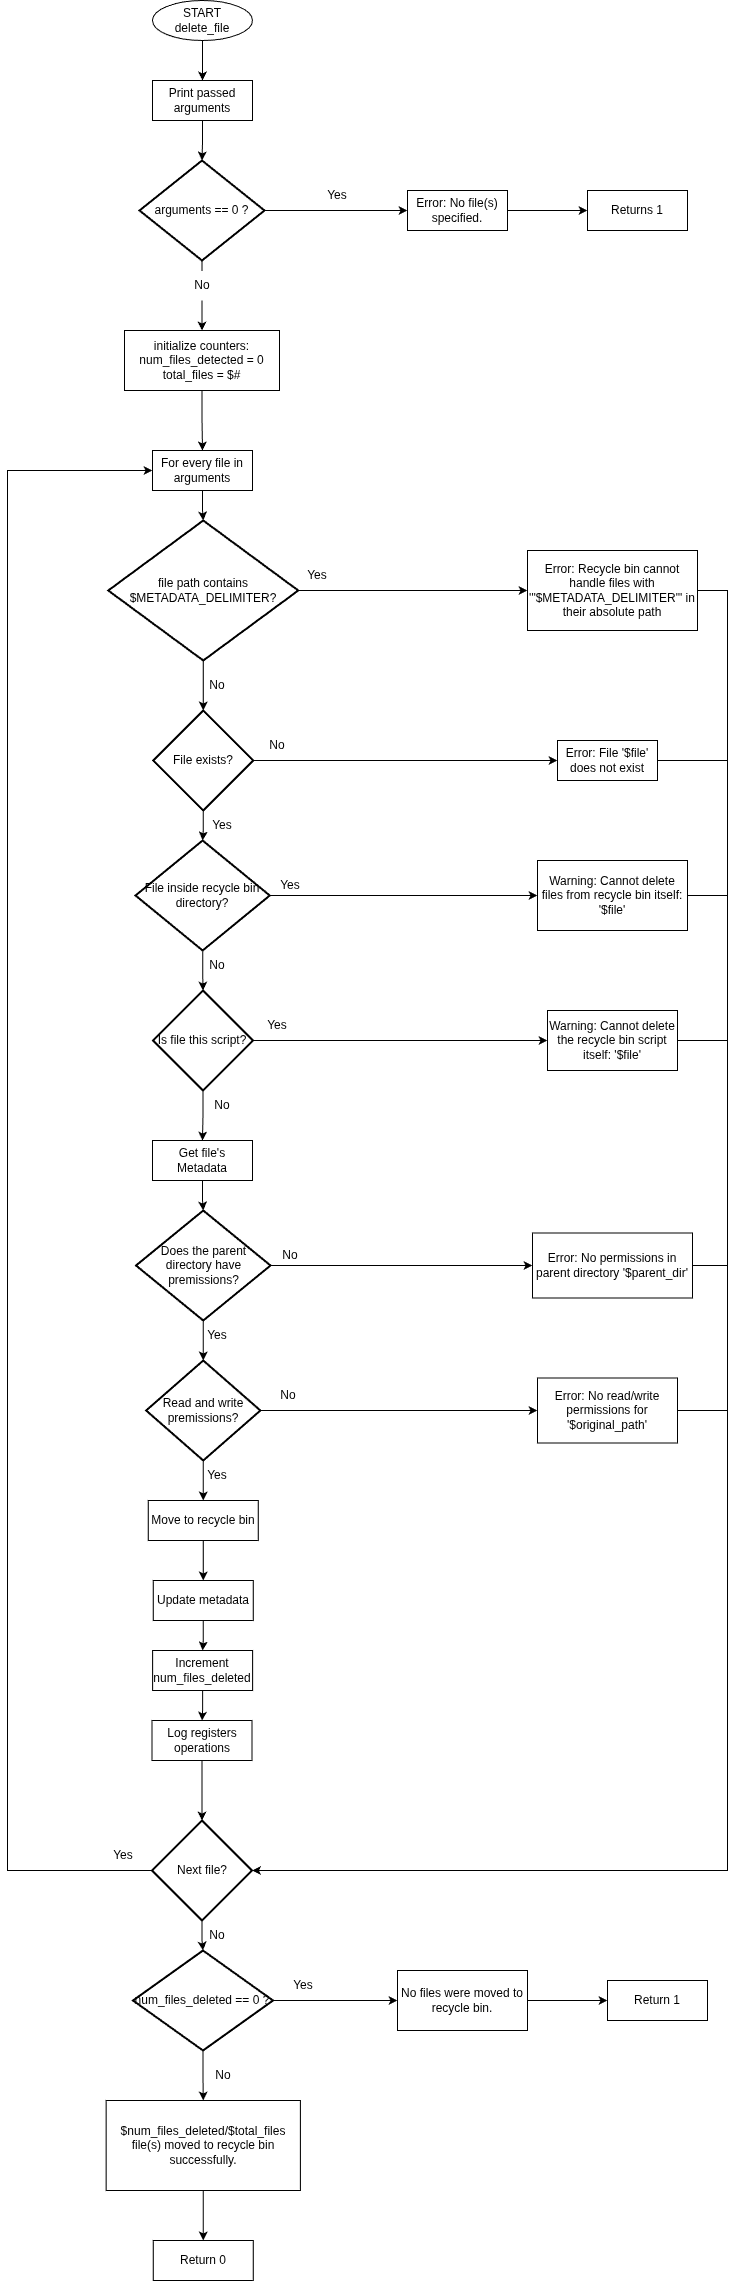 START
delete_file
Print passed
arguments
arguments == 0 ?
Yes
Error: No file(s)
specified.
Returns 1
No
initialize counters:
num_files_detected = 0
total_files = $#
For every file in
arguments
file path contains
$METADATA_DELIMITER?
Yes
Error: Recycle bin cannot
handle files with
'"$METADATA_DELIMITER"' in
their absolute path
No
File exists?
No
Error: File '$file'
does not exist
Yes
File inside recycle bin
directory?
Yes
Warning: Cannot delete
files from recycle bin itself:
'$file'
No
Is file this script?
Yes
Warning: Cannot delete
the recycle bin script
itself: '$file'
No
Get file's
Metadata
Does the parent
directory have
premissions?
No
Error: No permissions in
parent directory '$parent_dir'
Yes
Read and write
premissions?
No
Error: No read/write
permissions for
'$original_path'
Yes
Move to recycle bin
Update metadata
Increment
num_files_deleted
Log registers
operations
Yes
Next file?
No
num_files_deleted == 0 ?
Yes
No files were moved to
recycle bin.
Return 1
No
$num_files_deleted/$total_files
file(s) moved to recycle bin
successfully.
Return 0